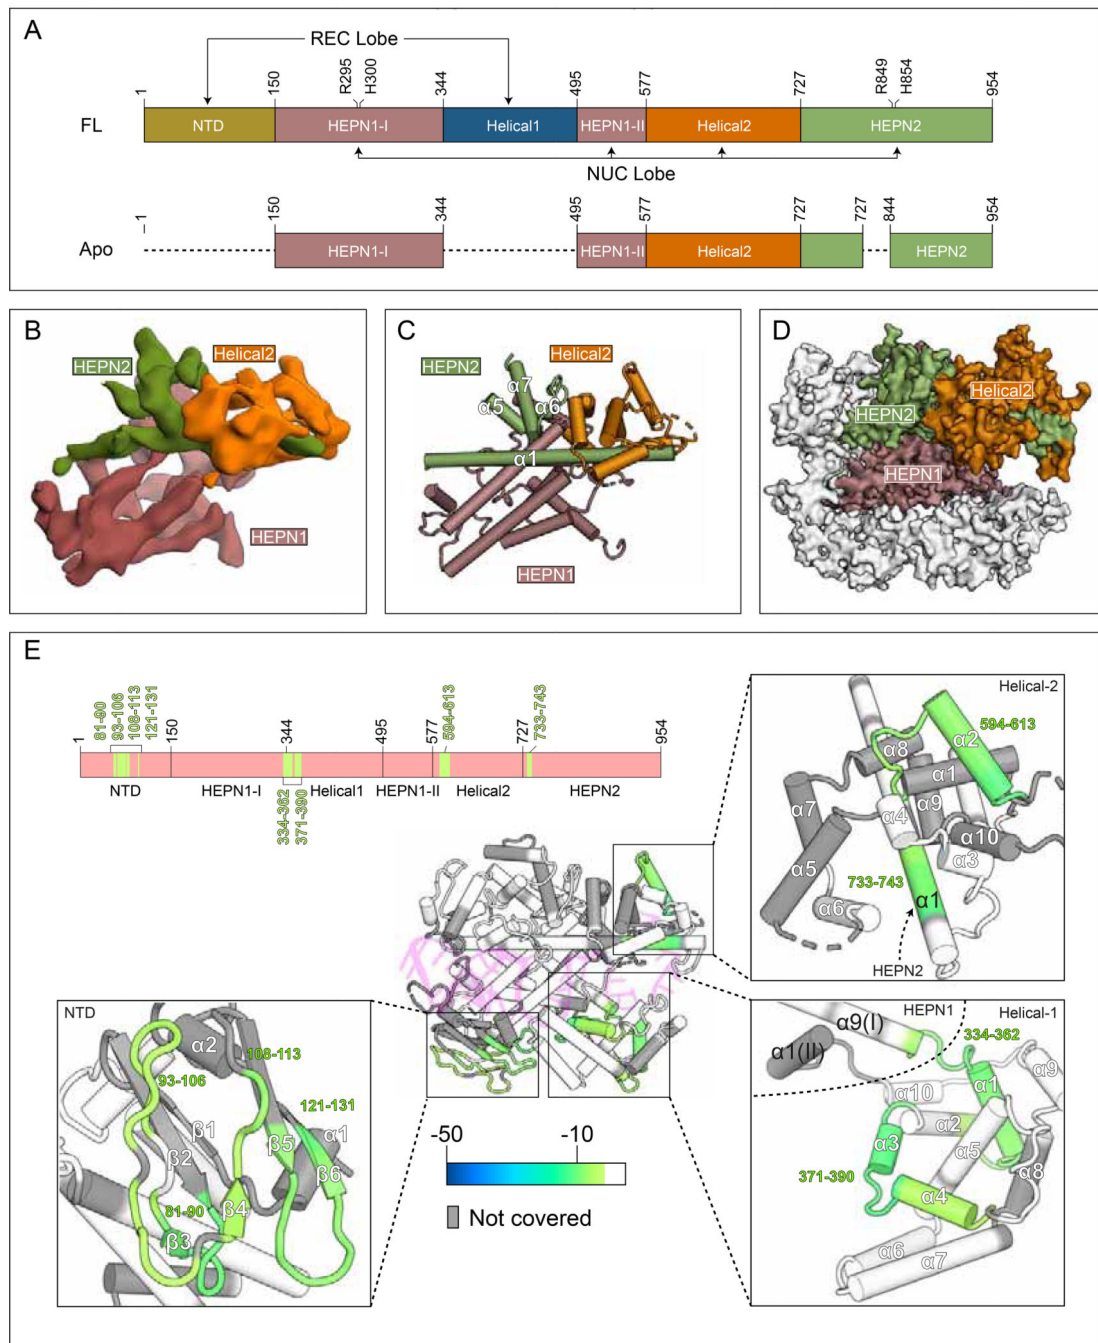 A
REC Lobe
1
150
R295
H300
344
495
577
727
R849
H854
954
FL
NTD
HEPN1-I
Helical1
HEPN1-II
Helical2
HEPN2
NUC Lobe
1
150
344
495
577
727
727
844
954
Apo
HEPN1-I
HEPN1-II
Helical2
HEPN2
B
HEPN2
Helical2
HEPN1
C
HEPN2
Helical2
α7
α5
α6
α1
HEPN1
D
Helical2
HEPN2
HEPN1
E
81-90
93-106
108-113
121-131
594-613
733-743
1
150
344
495
577
727
954
NTD
HEPN1-I
Helical1
HEPN1-II
Helical2
HEPN2
334-362
371-390
Helical-2
594-613
α2
α8
α1
α7
α9
α4
α10
α3
α5
733-743
α1
α6
HEPN2
NTD
α2
108-113
93-106
121-131
β1
β2
β5
α1
β6
81-90
β4
β3
-50
-10
Not covered
HEPN1
Helical-1
α9(I)
334-362
α1(II)
α9
α1
α10
α2
α3
α5
α8
371-390
α4
α6
α7